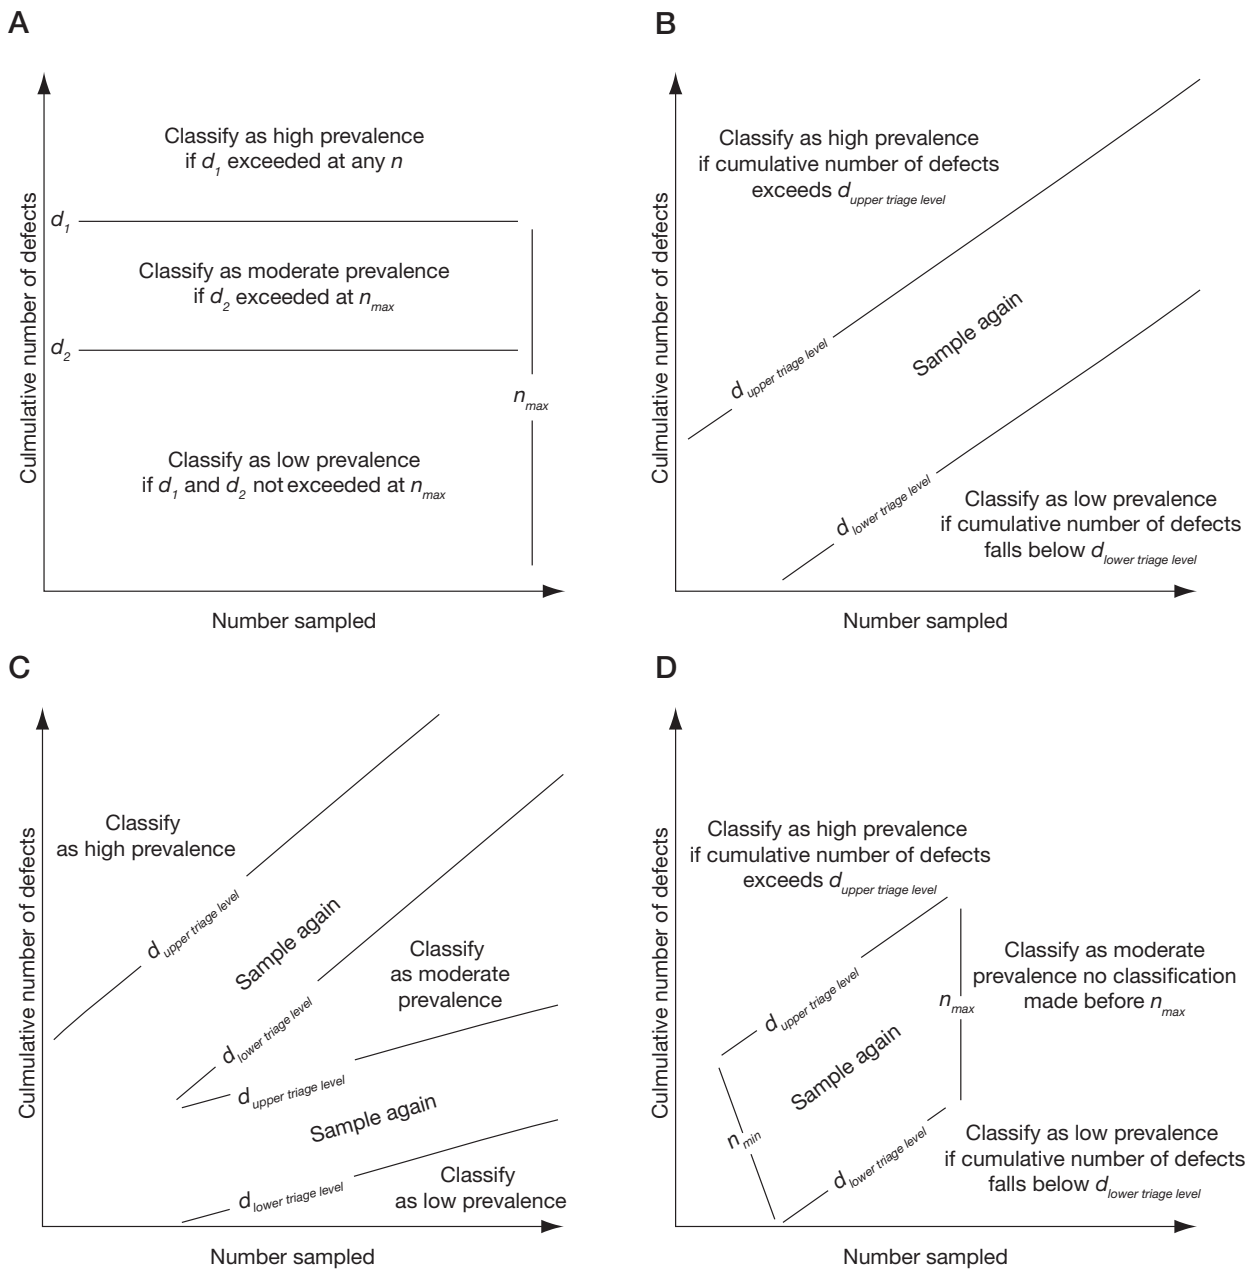 A
Culmulative number of defects
Classify as high prevalence
if d1 exceeded at any n
d1
Classify as moderate prevalence
if d2 exceeded at nmax
d2
nmax
Classify as low prevalence
if d1 and d2 not exceeded at nmax
Number sampled
B
Culmulative number of defects
Classify as high prevalence
if cumulative number of defects
exceeds dupper triage level
dupper triage level
Sample again
dlower triage level
Classify as low prevalence
if cumulative number of defects
falls below dlower triage level
Number sampled
C
Culmulative number of defects
Classify
as high prevalence
dupper triage level
Sample again
dlower triage level
Classify
as moderate
prevalence
dupper triage level
Sample again
dlower triage level
Classify
as low prevalence
Number sampled
D
Culmulative number of defects
Classify as high prevalence
if cumulative number of defects
exceeds dupper triage level
dupper triage level
Sample again
nmin
nmax
Classify as moderate
prevalence no classification
made before nmax
dlower triage level
Classify as low prevalence
if cumulative number of defects
falls below dlower triage level
Number sampled